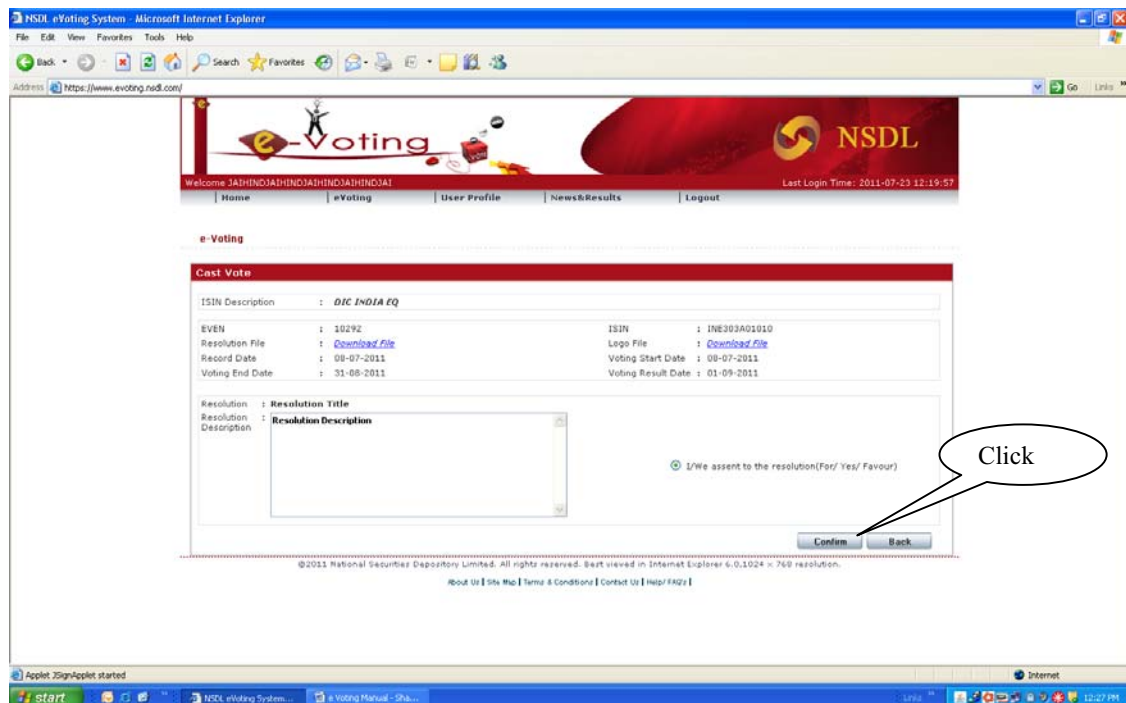 NSDL eVoting System - Microsoft Internet Explorer
File Edit View Favorites Tools Help
Back Search Favorites
Address https://www.evoting.nsdl.com/ Go Links
e-Voting NSDL
VOTE
Welcome JAIHINDJAIHINDJAIHINDJAIHINDJAI Last Login Time: 2011-07-23 12:19:57
Home eVoting User Profile News&Results Logout
e-Voting
Cast Vote
ISIN Description : DIC INDIA EQ
EVEN : 10292 ISIN : INE303A01010
Resolution File : Download File Logo File : Download File
Record Date : 08-07-2011 Voting Start Date : 08-07-2011
Voting End Date : 31-08-2011 Voting Result Date : 01-09-2011
Resolution : Resolution Title
Resolution Description : Resolution Description
I/We assent to the resolution(For/ Yes/ Favour)
Click
Confirm Back
©2011 National Securities Depository Limited. All rights reserved. Best viewed in Internet Explorer 6.0,1024 x 768 resolution.
About Us | Site Map | Terms & Conditions | Contact Us | Help/ FAQ's |
Applet JSignApplet started Internet
start NSDL eVoting System... e Voting Manual - Sha... Links 12:27 PM